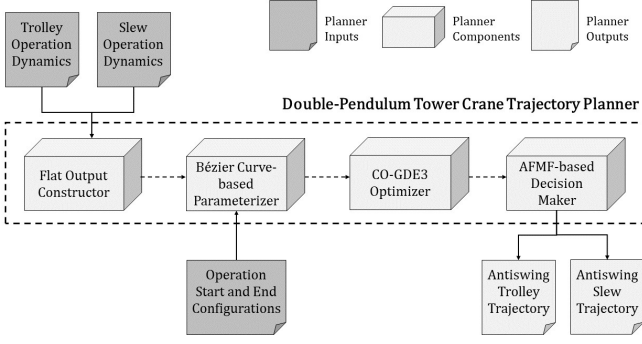 Trolley
Operation
Dynamics
Slew
Operation
Dynamics
Planner
Inputs
Planner
Components
Planner
Outputs
Double-Pendulum Tower Crane Trajectory Planner
Flat Output
Constructor
Bézier Curve-
based
Parameterizer
CO-GDE3
Optimizer
AFMF-based
Decision
Maker
Operation
Start and End
Configurations
Antiswing
Trolley
Trajectory
Antiswing
Slew
Trajectory